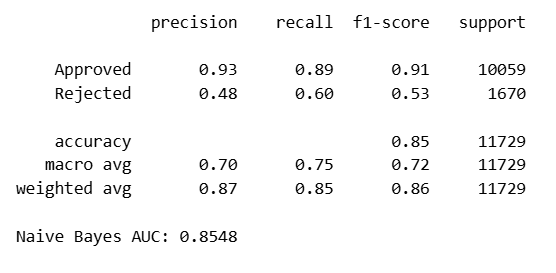 precision recall f1-score support
Approved 0.93 0.89 0.91 10059
Rejected 0.48 0.60 0.53 1670
accuracy 0.85 11729
macro avg 0.70 0.75 0.72 11729
weighted avg 0.87 0.85 0.86 11729
Naive Bayes AUC: 0.8548